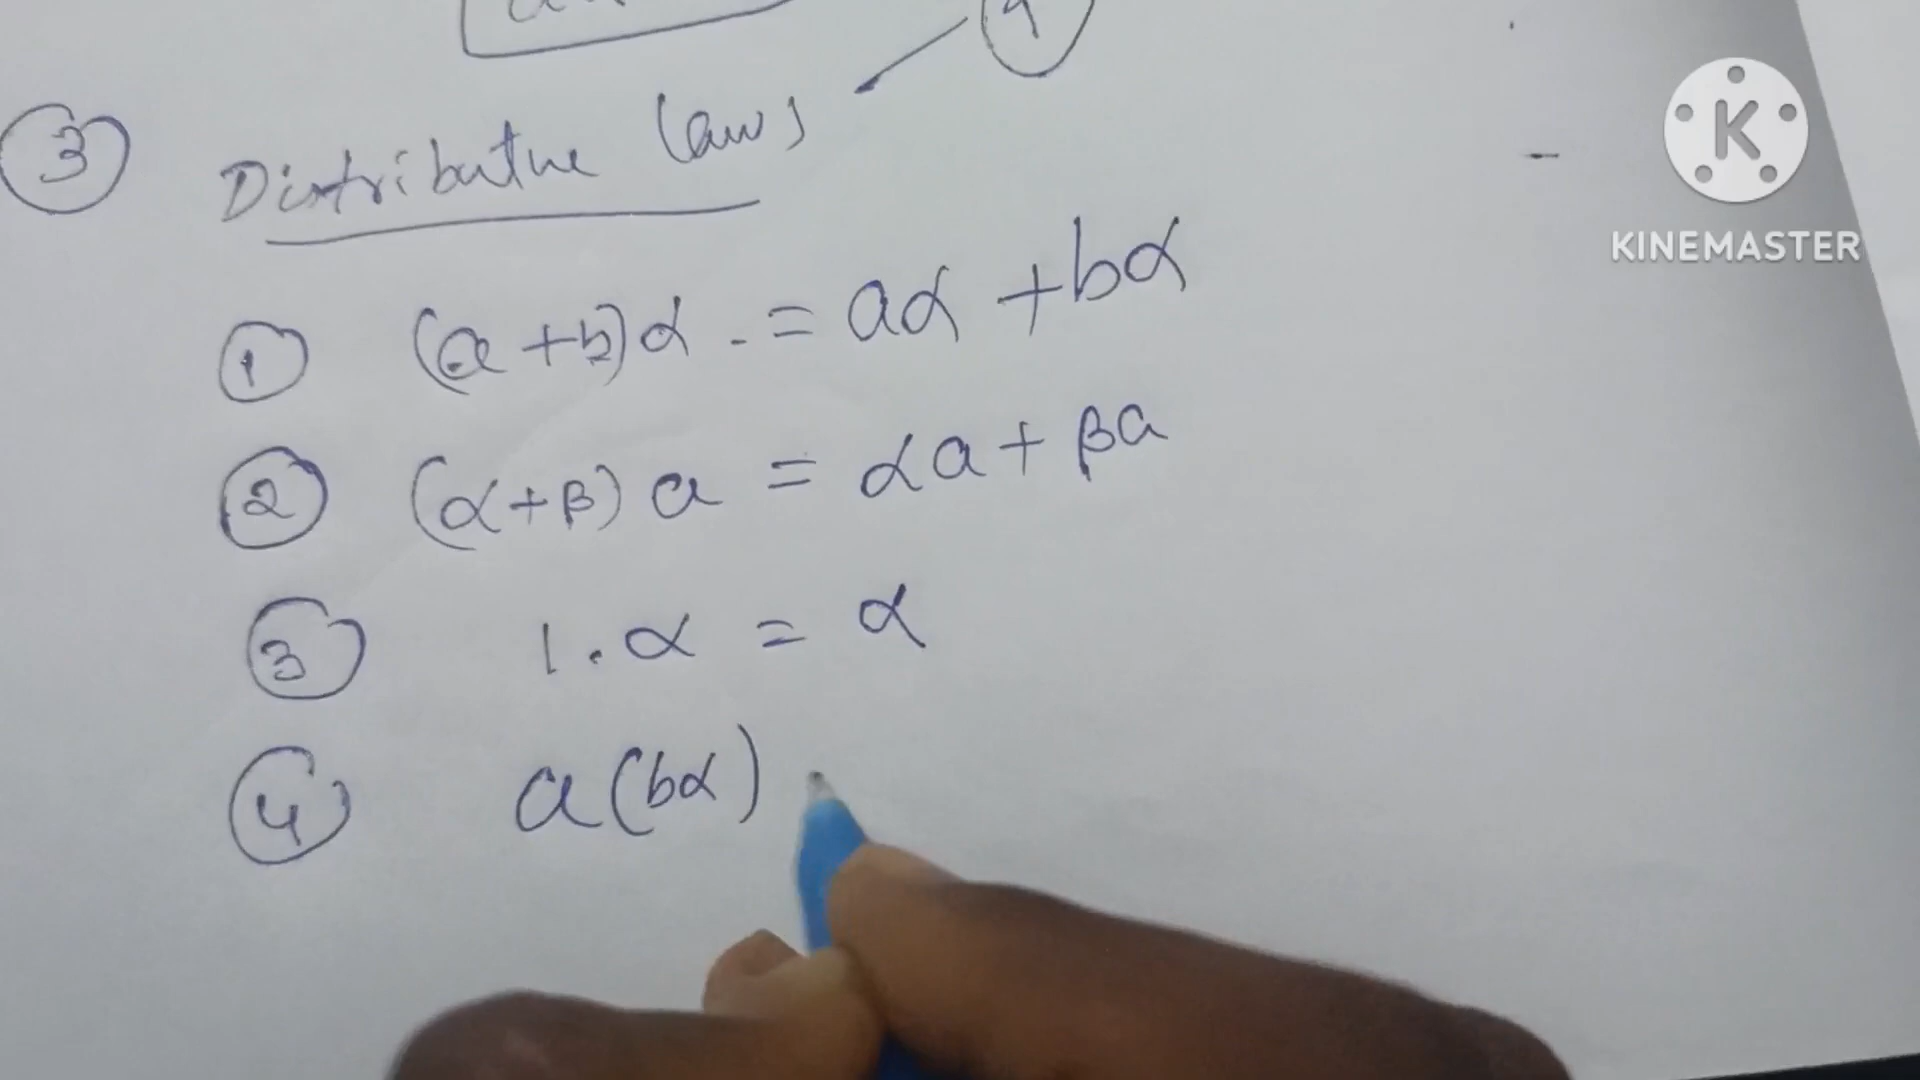 3 Distributive laws
K
KINEMASTER
1 (a+b)α . = aα + bα
2 (α+β) a = αa + βa
3 1.α = α
4 a(bα)